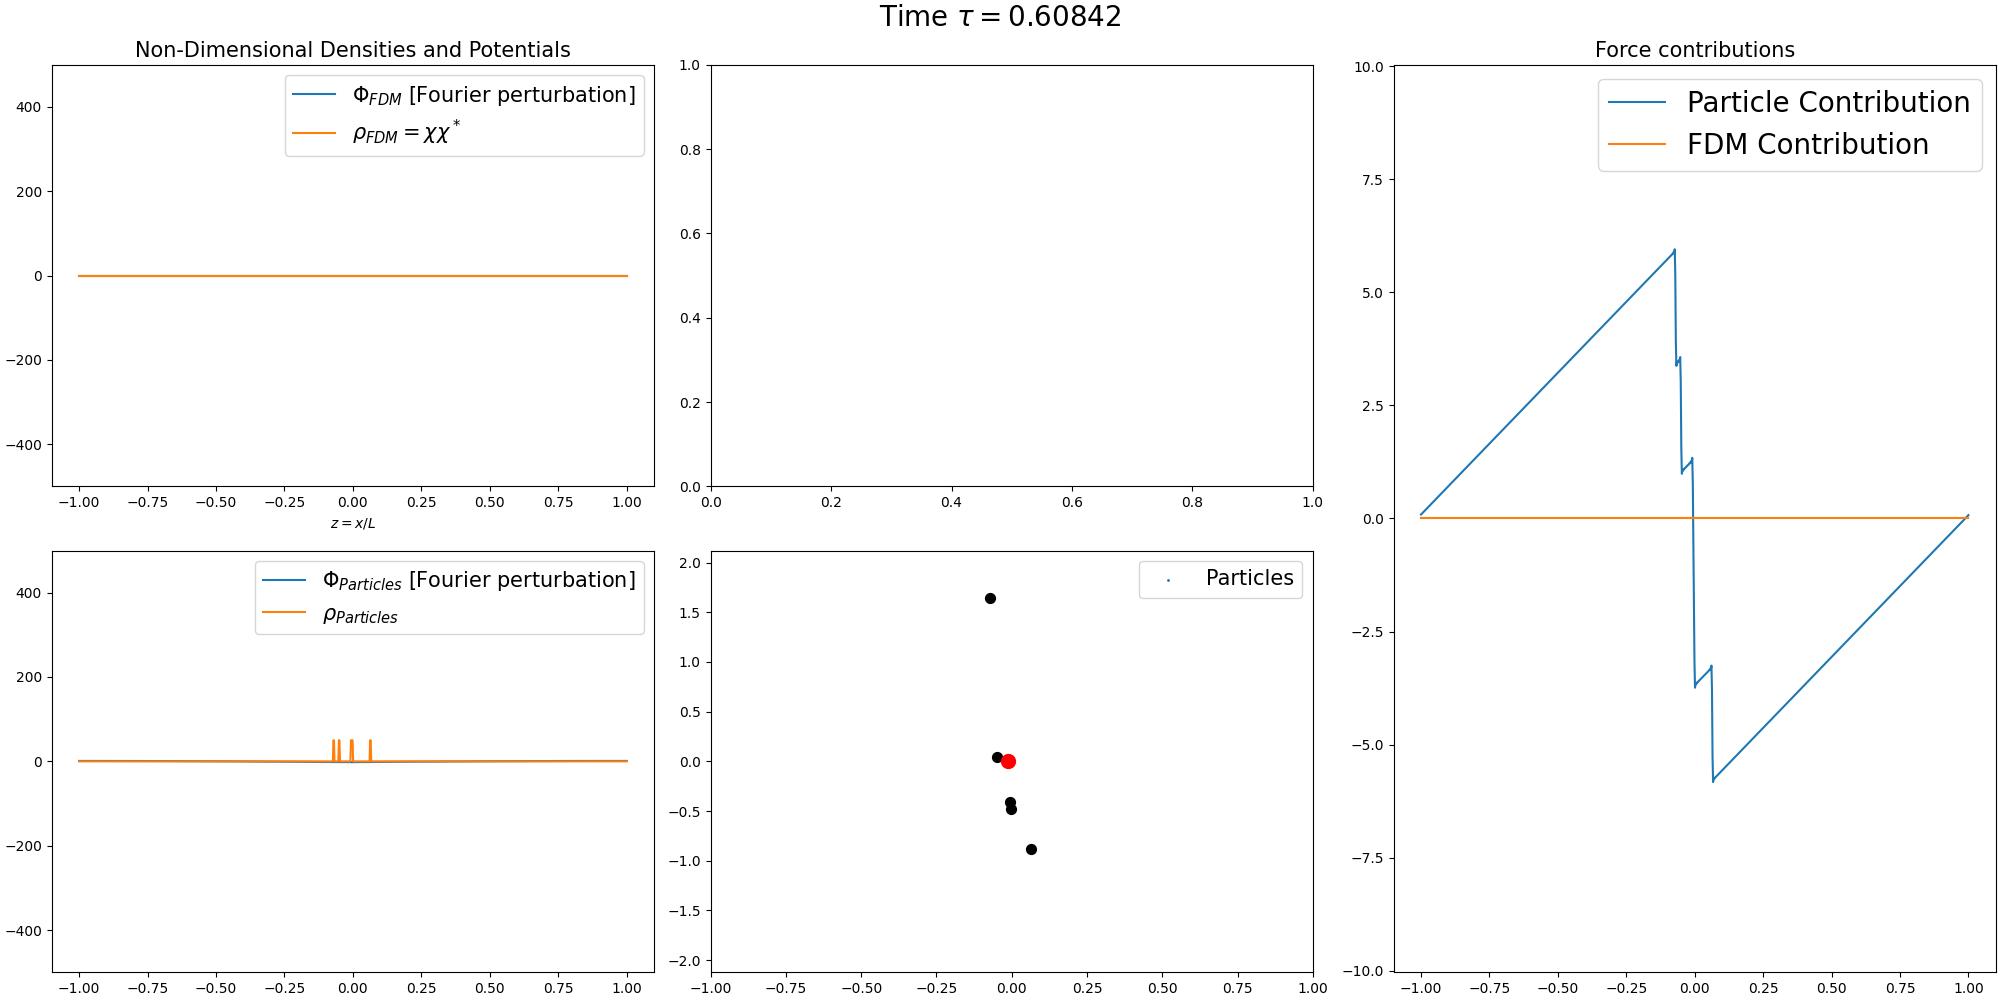 Time τ = 0.60842
Non-Dimensional Densities and Potentials
Φ_FDM [Fourier perturbation]
ρ_FDM = χχ*
400
200
0
−200
−400
−1.00 −0.75 −0.50 −0.25 0.00 0.25 0.50 0.75 1.00
z = x/L
1.0
0.8
0.6
0.4
0.2
0.0
0.0 0.2 0.4 0.6 0.8 1.0
Φ_Particles [Fourier perturbation]
ρ_Particles
400
200
0
−200
−400
−1.00 −0.75 −0.50 −0.25 0.00 0.25 0.50 0.75 1.00
Particles
2.0
1.5
1.0
0.5
0.0
−0.5
−1.0
−1.5
−2.0
−1.00 −0.75 −0.50 −0.25 0.00 0.25 0.50 0.75 1.00
Force contributions
Particle Contribution
FDM Contribution
10.0
7.5
5.0
2.5
0.0
−2.5
−5.0
−7.5
−10.0
−1.00 −0.75 −0.50 −0.25 0.00 0.25 0.50 0.75 1.00